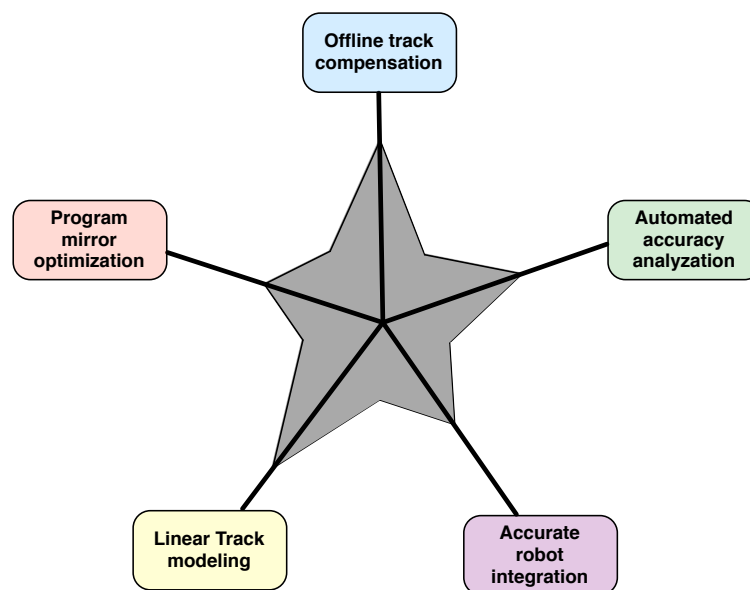 Offline track
compensation
Program
mirror
optimization
Automated
accuracy
analyzation
Linear Track
modeling
Accurate
robot
integration